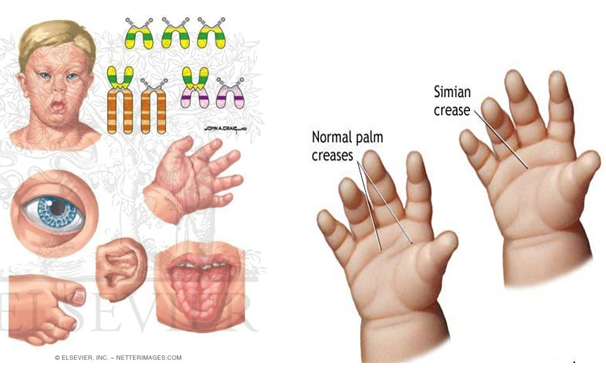 JOHN A. CRAIG
ELSEVIER
Normal palm
creases
Simian
crease
© ELSEVIER, INC. – NETTERIMAGES.COM